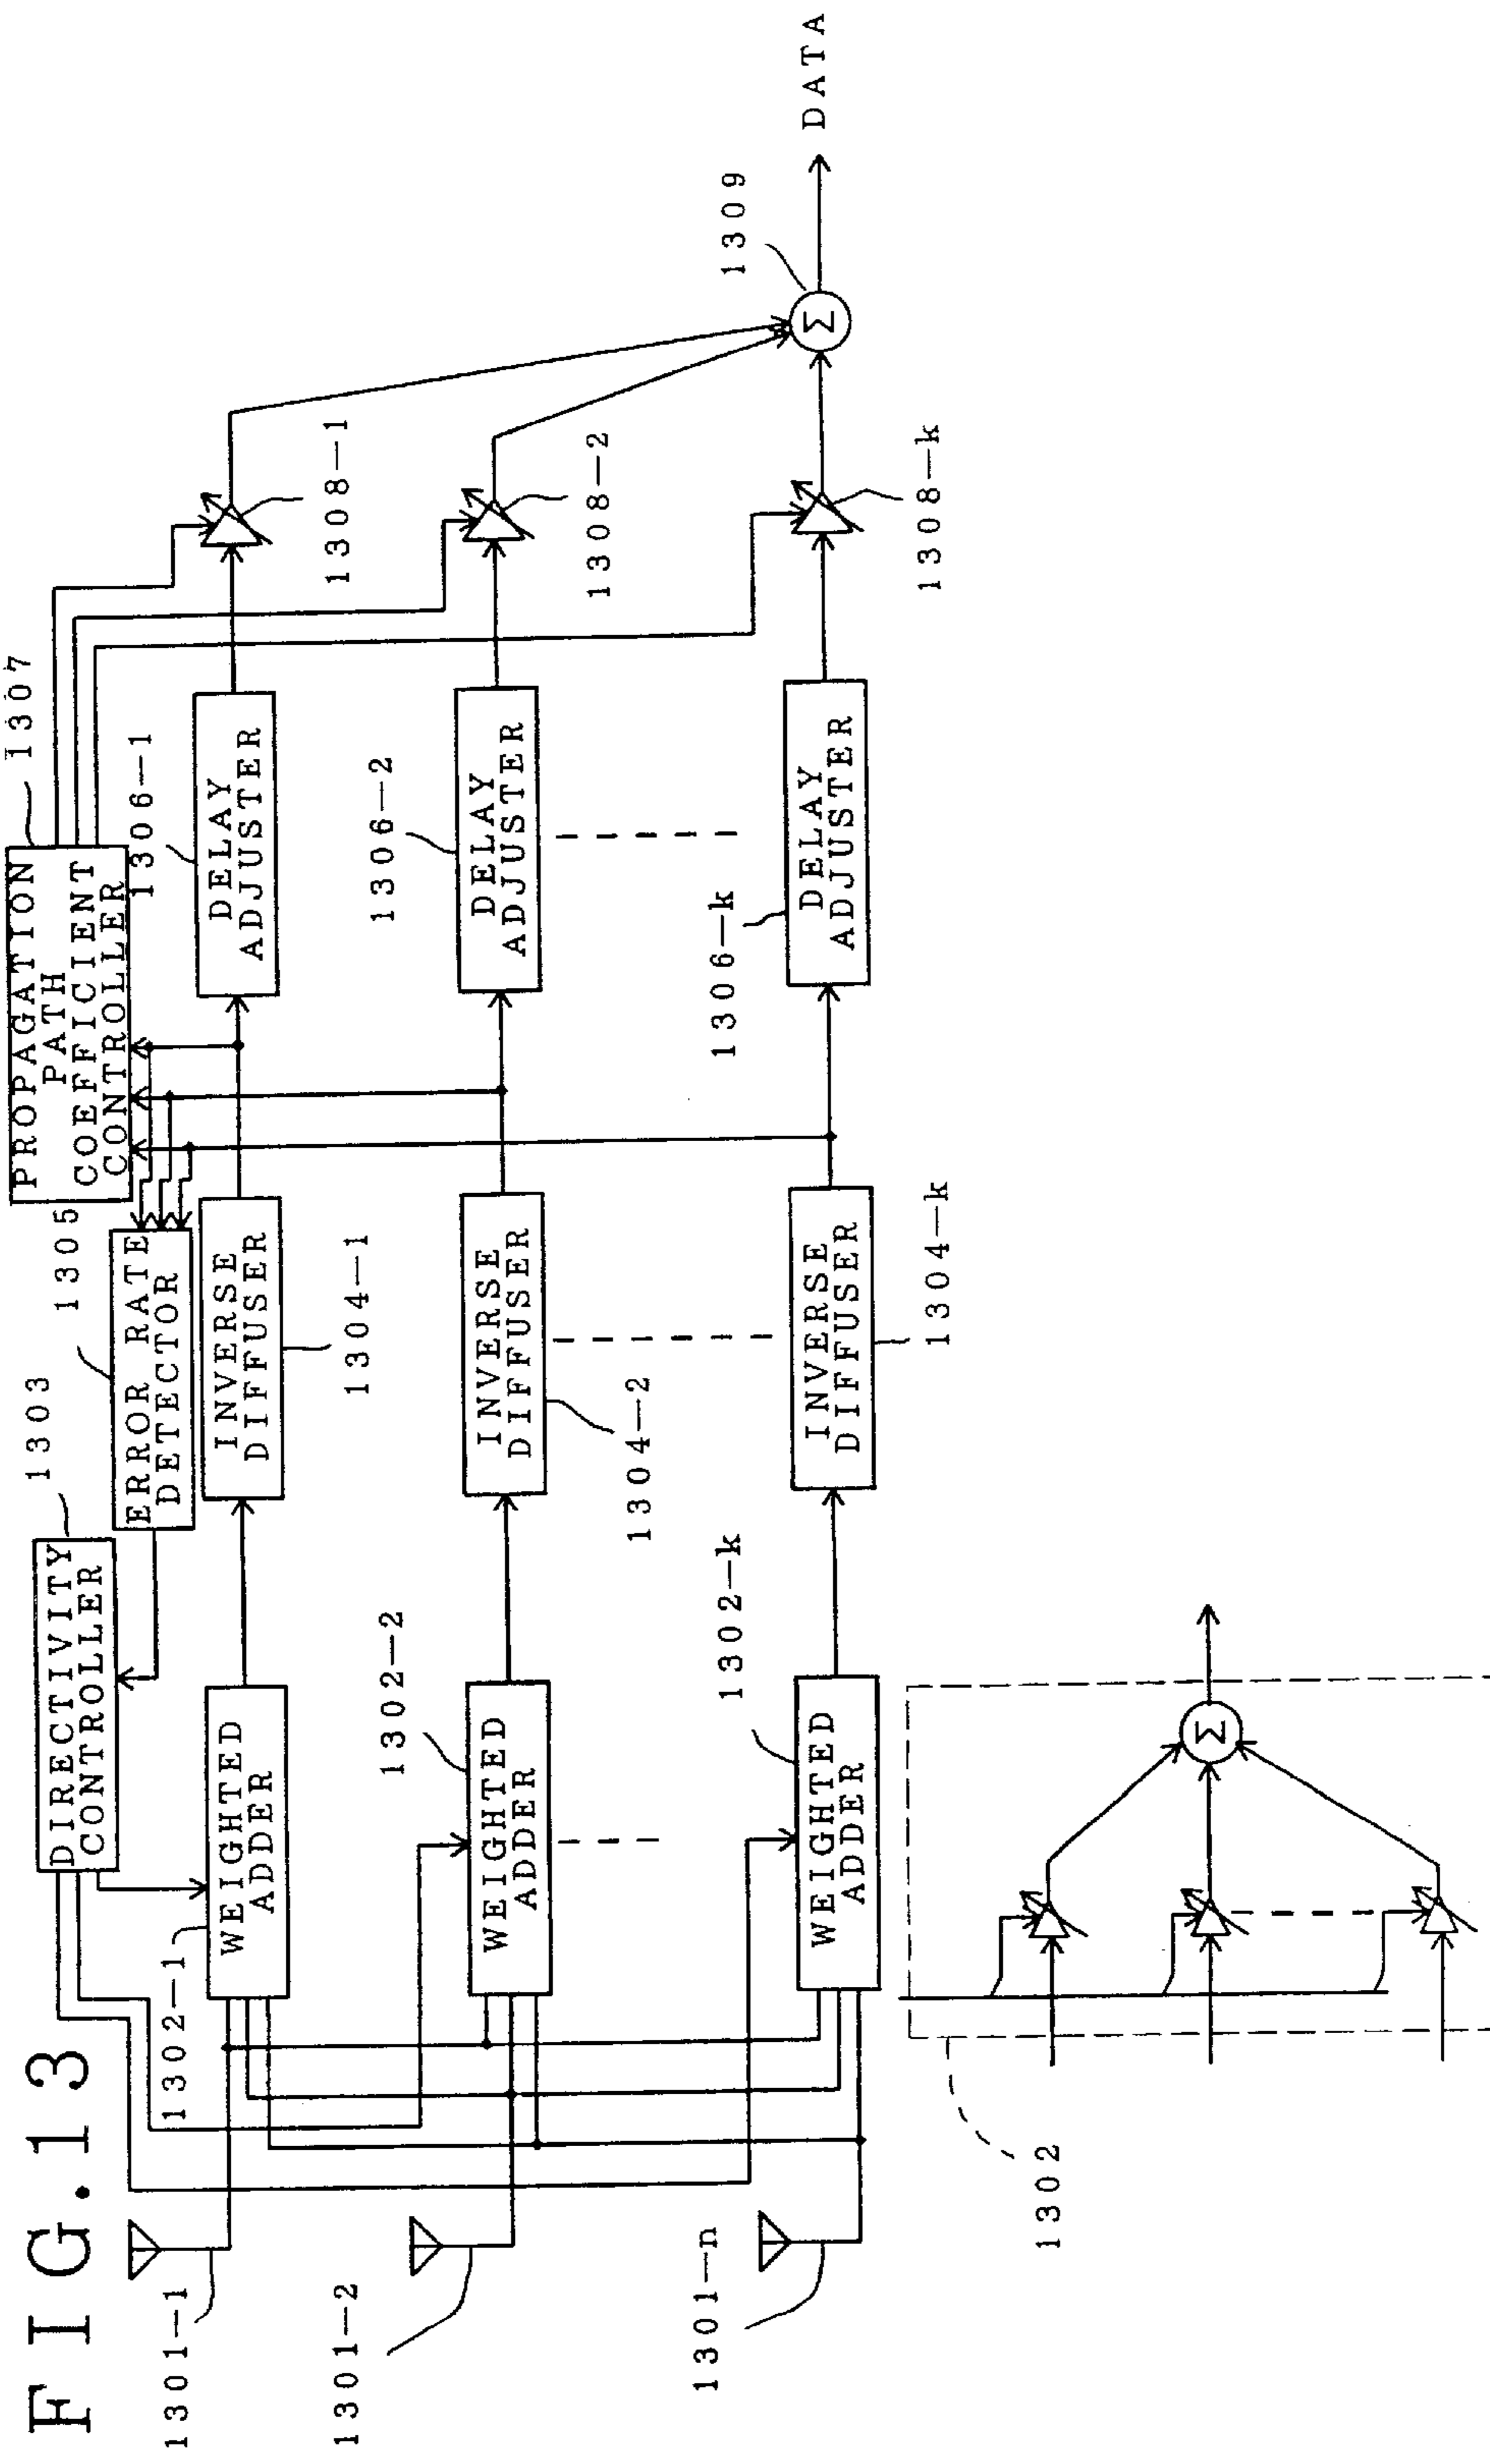 FIG.13
1301—1
1301—2
1301—n
1302—1
1302—2
1302—k
1303
DIRECTIVITY
CONTROLLER
WEIGHTED
ADDER
WEIGHTED
ADDER
WEIGHTED
ADDER
1305
ERROR RATE
DETECTOR
INVERSE
DIFFUSER
1304—1
INVERSE
DIFFUSER
1304—2
INVERSE
DIFFUSER
1304—k
1307
PROPAGATION
PATH
COEFFICIENT
CONTROLLER
1306—1
DELAY
ADJUSTER
1306—2
DELAY
ADJUSTER
1306—k
DELAY
ADJUSTER
1308—1
1308—2
1308—k
1309
Σ
DATA
1302
Σ